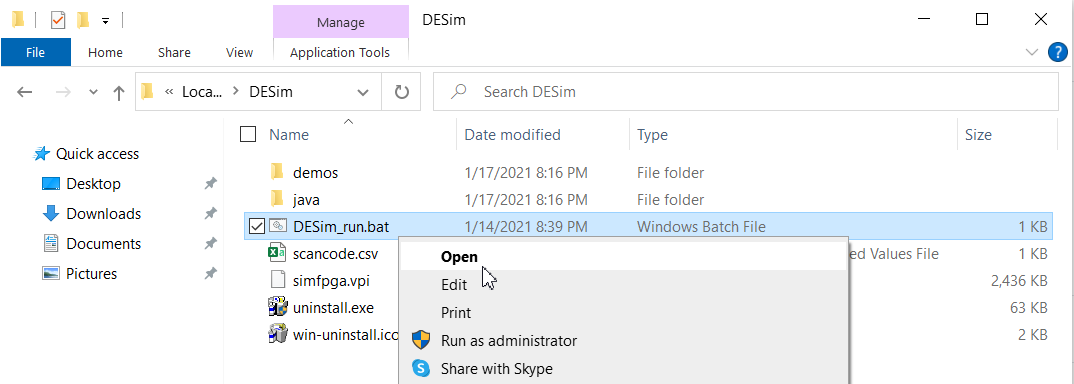 Manage
DESim
File
Home
Share
View
Application Tools
« Loca... > DESim
Search DESim
Name
Date modified
Type
Size
Quick access
Desktop
Downloads
Documents
Pictures
demos 1/17/2021 8:16 PM File folder
java 1/17/2021 8:16 PM File folder
DESim_run.bat 1/14/2021 8:39 PM Windows Batch File 1 KB
scancode.csv ed Values File 1 KB
simfpga.vpi 2,436 KB
uninstall.exe 63 KB
win-uninstall.ico 2 KB
Open
Edit
Print
Run as administrator
Share with Skype